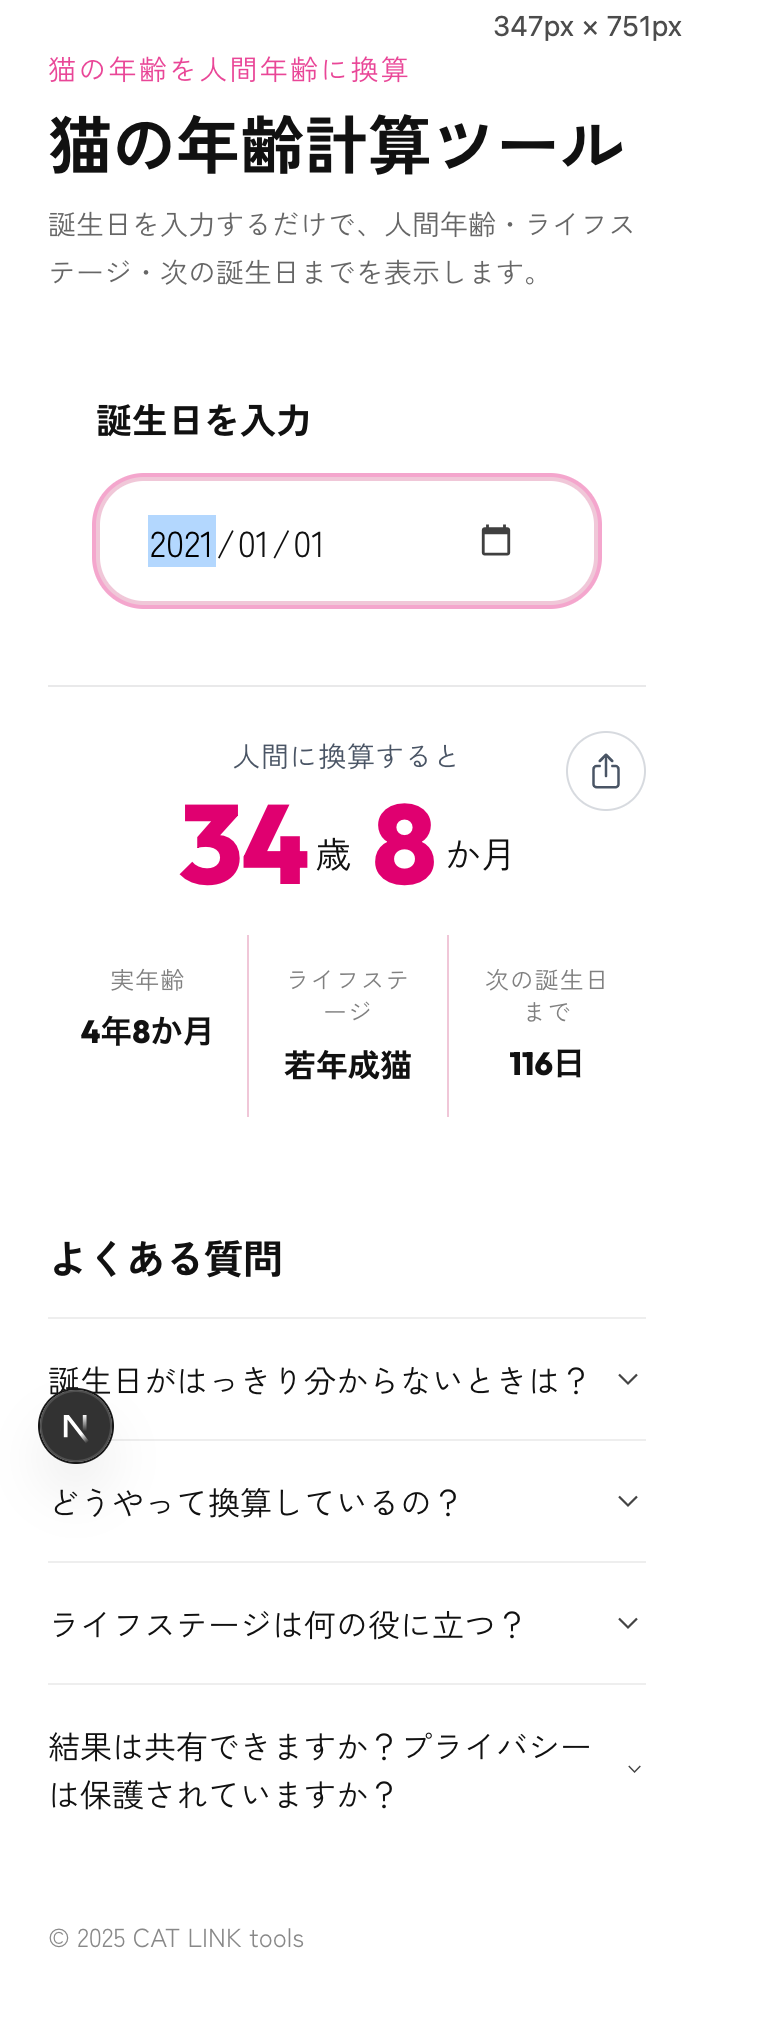 347px × 751px
猫の年齢を人間年齢に換算
猫の年齢計算ツール
誕生日を入力するだけで、人間年齢・ライフス
テージ・次の誕生日までを表示します。
誕生日を入力
2021/01/01
人間に換算すると
34歳 8か月
実年齢
4年8か月
ライフステ
ージ
若年成猫
次の誕生日
まで
116日
よくある質問
誕生日がはっきり分からないときは？
N
どうやって換算しているの？
ライフステージは何の役に立つ？
結果は共有できますか？プライバシー
は保護されていますか？
© 2025 CAT LINK tools